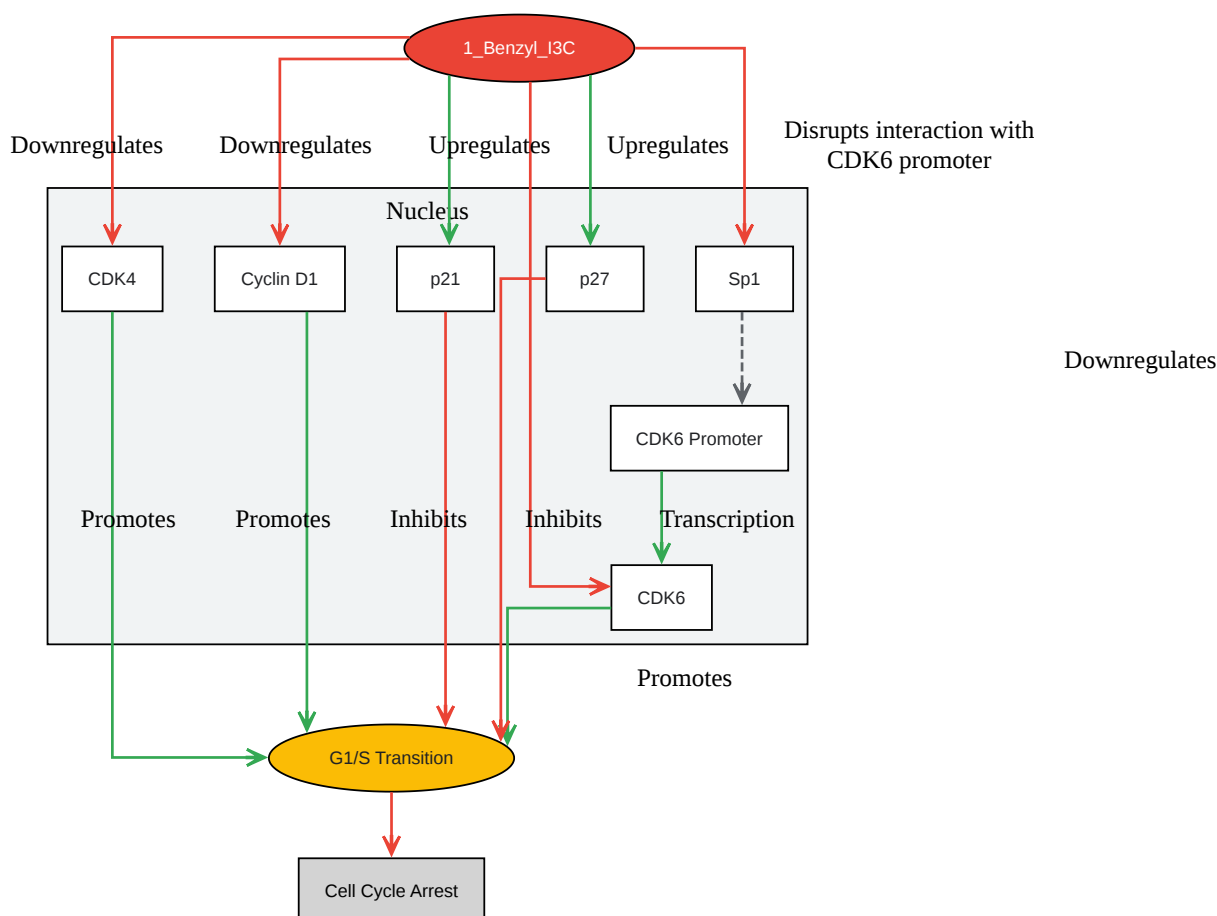 1_Benzyl_I3C
Downregulates
Downregulates
Upregulates
Upregulates
Disrupts interaction with
CDK6 promoter
Nucleus
CDK4
Cyclin D1
p21
p27
Sp1
Downregulates
CDK6 Promoter
Promotes
Promotes
Inhibits
Inhibits
Transcription
CDK6
Promotes
G1/S Transition
Cell Cycle Arrest